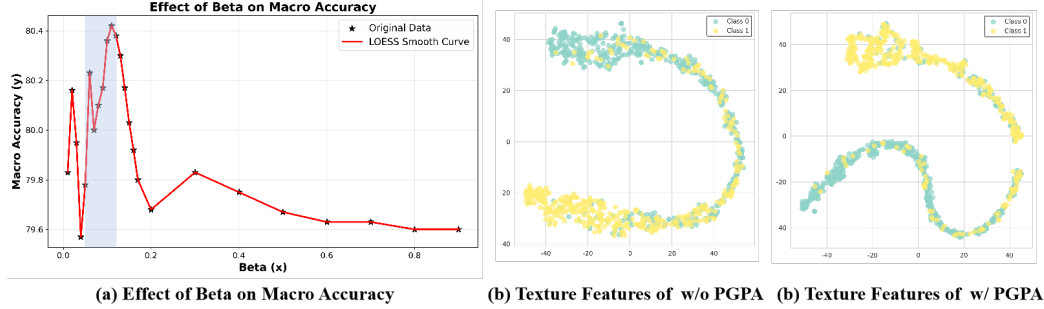 Effect of Beta on Macro Accuracy
Original Data
LOESS Smooth Curve
Macro Accuracy (y)
80.4
80.2
80.0
79.8
79.6
0.0 0.2 0.4 0.6 0.8
Beta (x)
(a) Effect of Beta on Macro Accuracy
Class 0
Class 1
40
20
0
20
40
-40 -20 0 20 40
(b) Texture Features of w/o PGPA
Class 0
Class 1
40
20
0
20
40
-40 -20 0 20 40 60
(b) Texture Features of w/ PGPA